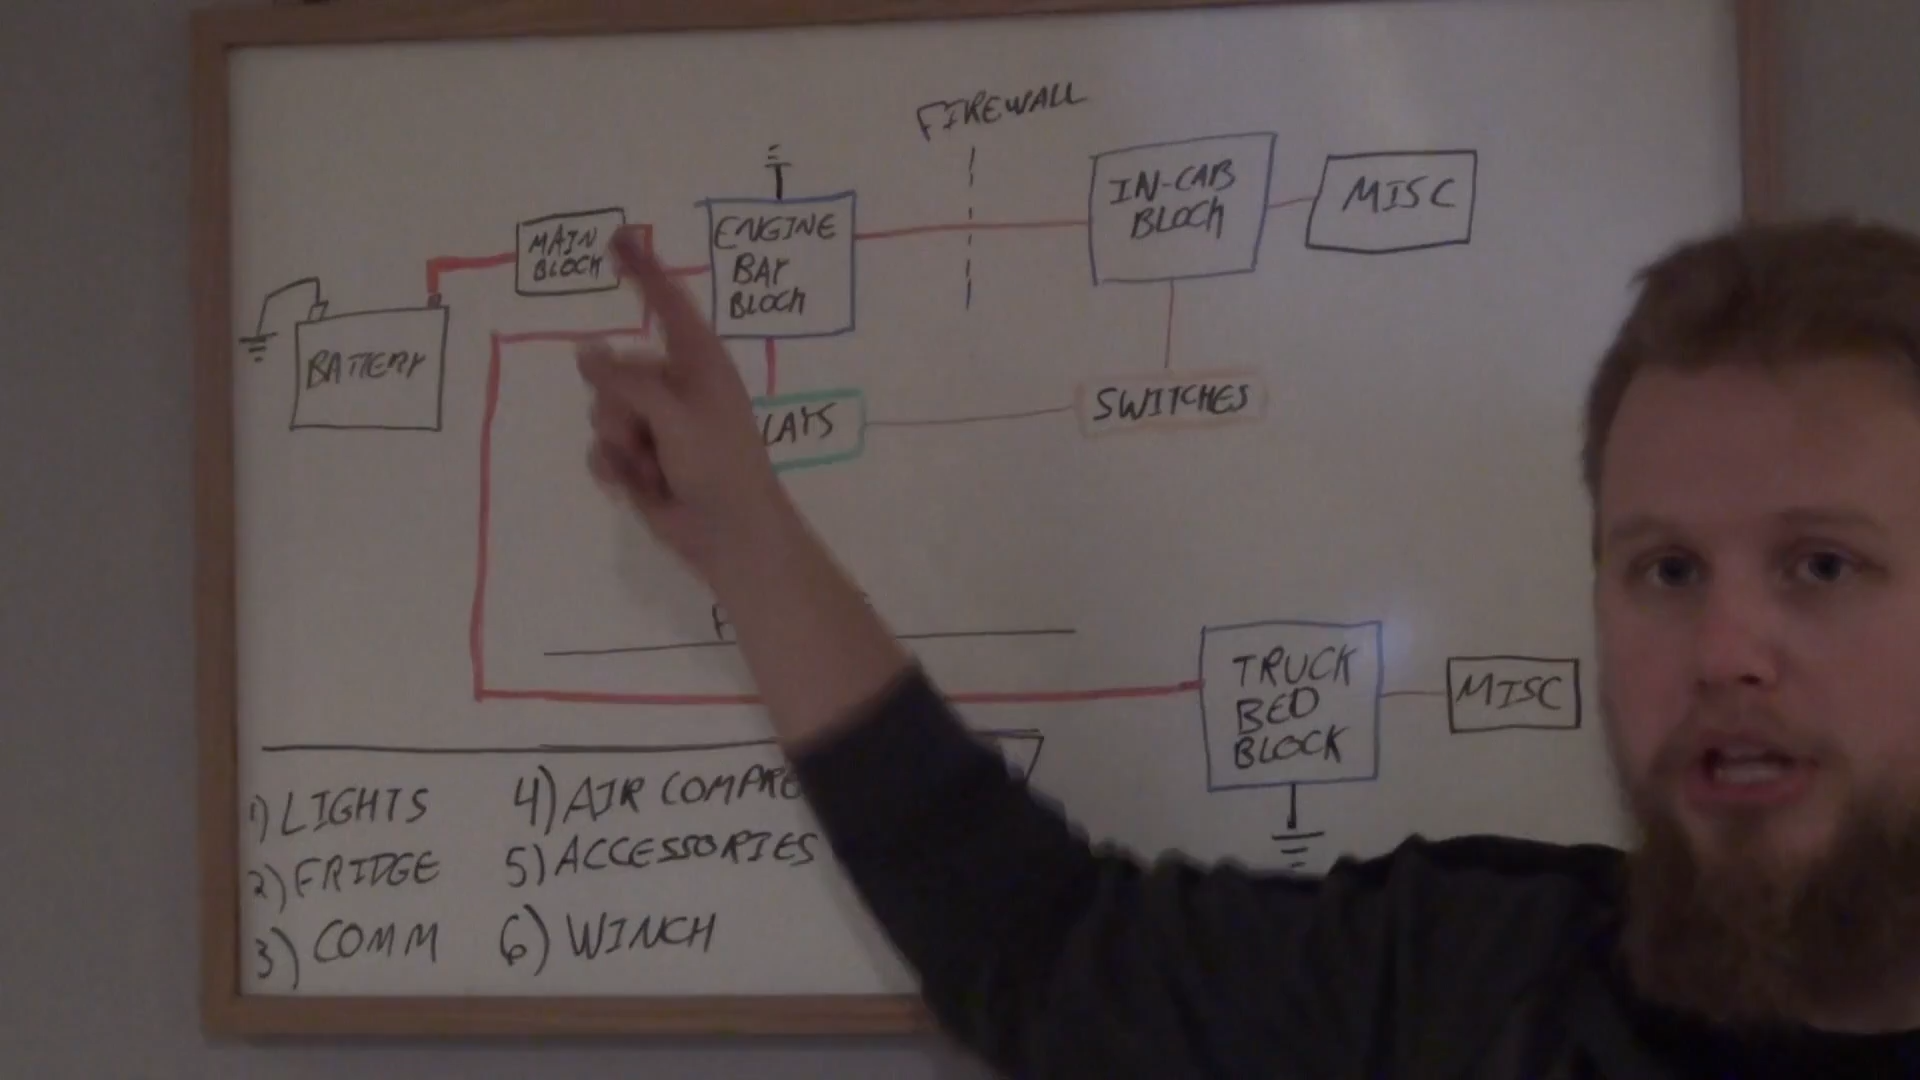 FIREWALL
IN-CAB
BLOCK
MISC
ENGINE
BAY
BLOCK
MAIN
BLOCK
BATTERY
LAYS
SWITCHES
TRUCK
BED
BLOCK
MISC
1) LIGHTS
2) FRIDGE
3) COMM
4) AIR COMPRE
5) ACCESSORIES
6) WINCH